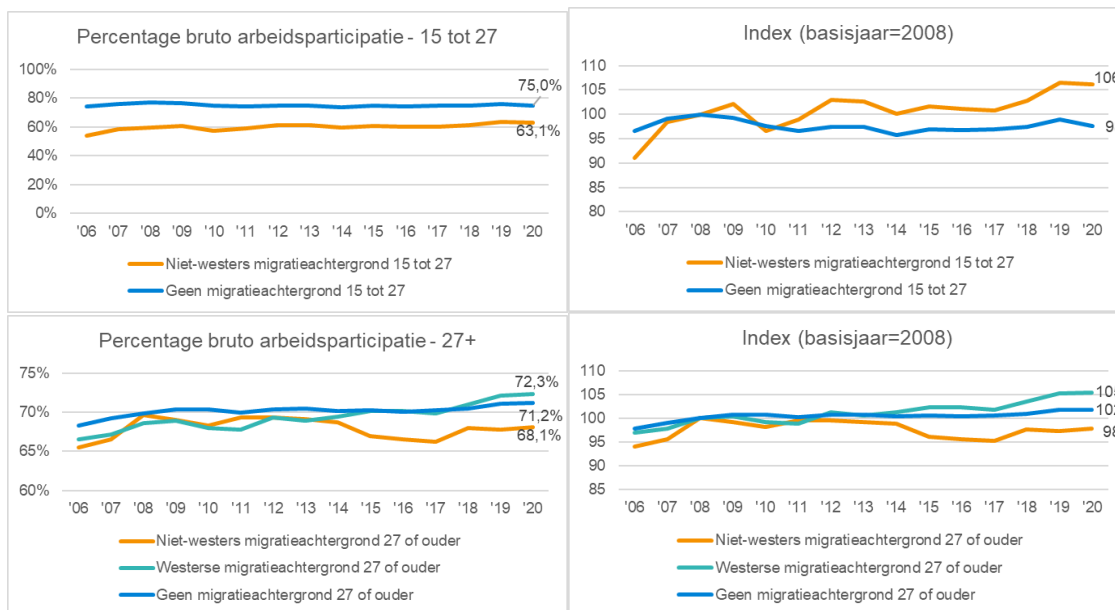 Percentage bruto arbeidsparticipatie - 15 tot 27
100%
80%
60%
40%
20%
0%
75,0%
63,1%
'06 '07 '08 '09 '10 '11 '12 '13 '14 '15 '16 '17 '18 '19 '20
Niet-westers migratieachtergrond 15 tot 27
Geen migratieachtergrond 15 tot 27
Index (basisjaar=2008)
110
105
100
95
90
85
80
106
9
'06 '07 '08 '09 '10 '11 '12 '13 '14 '15 '16 '17 '18 '19 '20
Niet-westers migratieachtergrond 15 tot 27
Geen migratieachtergrond 15 tot 27
Percentage bruto arbeidsparticipatie - 27+
75%
70%
65%
60%
72,3%
71,2%
68,1%
'06 '07 '08 '09 '10 '11 '12 '13 '14 '15 '16 '17 '18 '19 '20
Niet-westers migratieachtergrond 27 of ouder
Westerse migratieachtergrond 27 of ouder
Geen migratieachtergrond 27 of ouder
Index (basisjaar=2008)
110
105
100
95
90
85
105
102
98
'06 '07 '08 '09 '10 '11 '12 '13 '14 '15 '16 '17 '18 '19 '20
Niet-westers migratieachtergrond 27 of ouder
Westerse migratieachtergrond 27 of ouder
Geen migratieachtergrond 27 of ouder